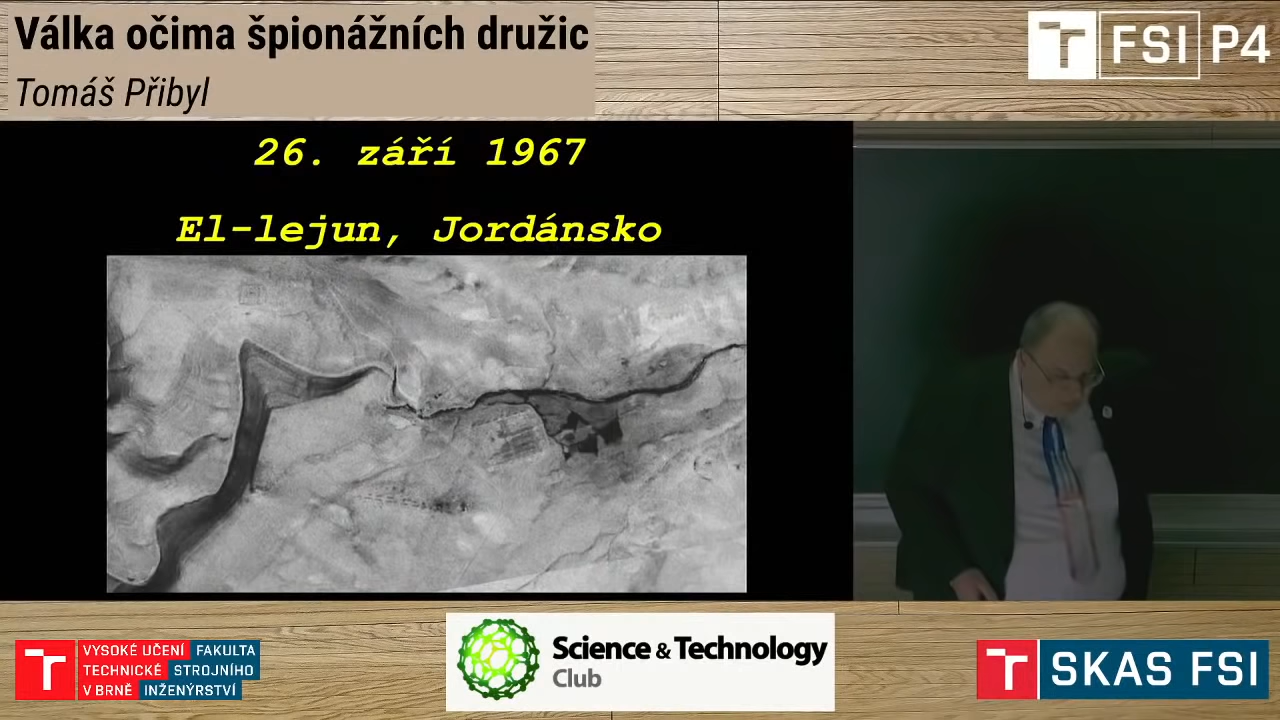 Válka očima špionážních družic
Tomáš Přibyl
FSI P4
26. září 1967
El-lejun, Jordánsko
VYSOKÉ UČENÍ FAKULTA
TECHNICKÉ STROJNÍHO
V BRNĚ INŽENÝRSTVÍ
Science & Technology
Club
SKAS FSI